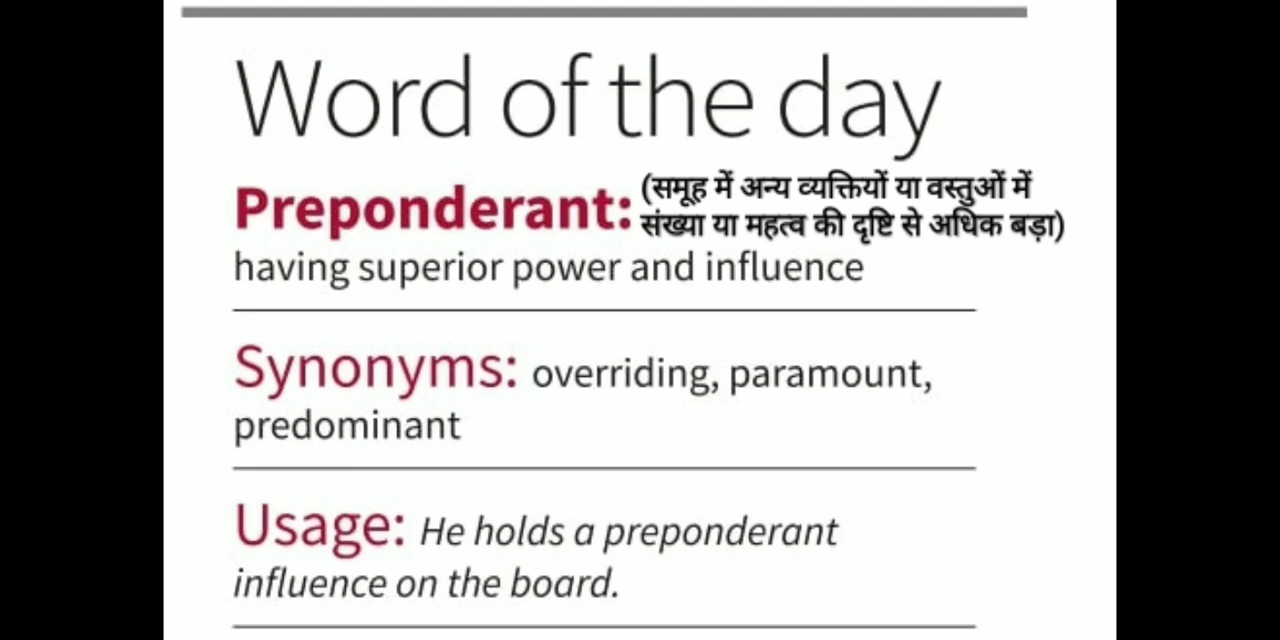 Word of the day
Preponderant: (समूह में अन्य व्यक्तियों या वस्तुओं में
संख्या या महत्व की दृष्टि से अधिक बड़ा)
having superior power and influence
Synonyms: overriding, paramount,
predominant
Usage: He holds a preponderant
influence on the board.